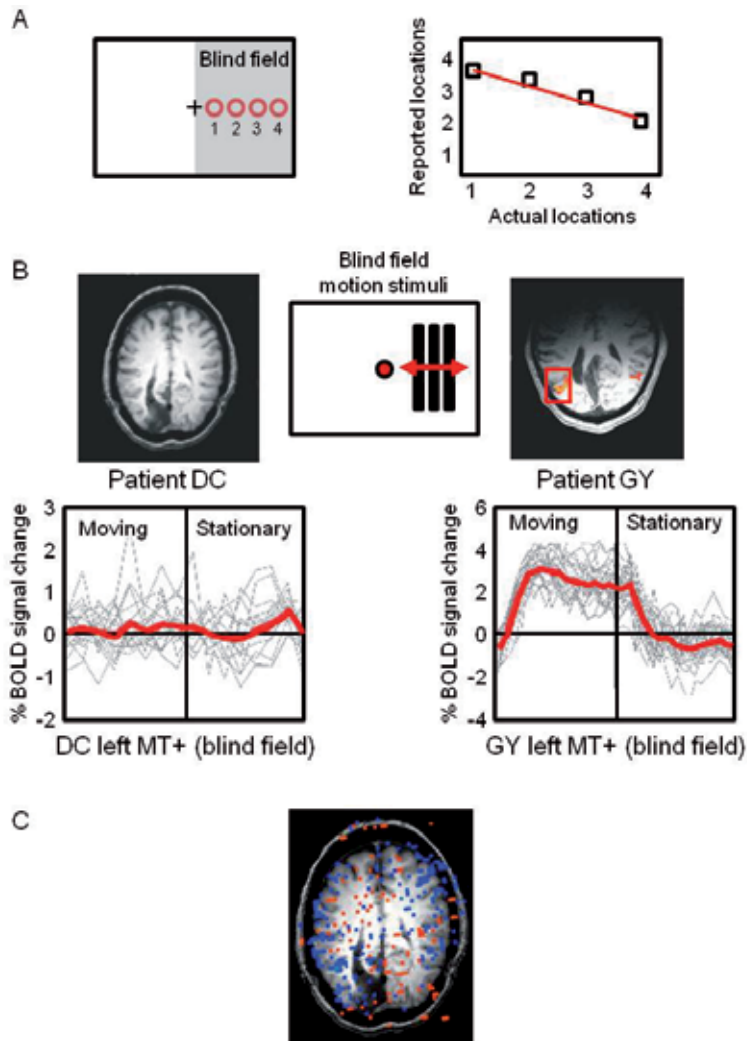 A
Blind field
+
1 2 3 4
Reported locations
4
3
2
1
1 2 3 4
Actual locations
B
Blind field
motion stimuli
Patient DC
Patient GY
% BOLD signal change
3
2
1
0
-1
-2
Moving
Stationary
DC left MT+ (blind field)
% BOLD signal change
6
4
2
0
-2
-4
Moving
Stationary
GY left MT+ (blind field)
C